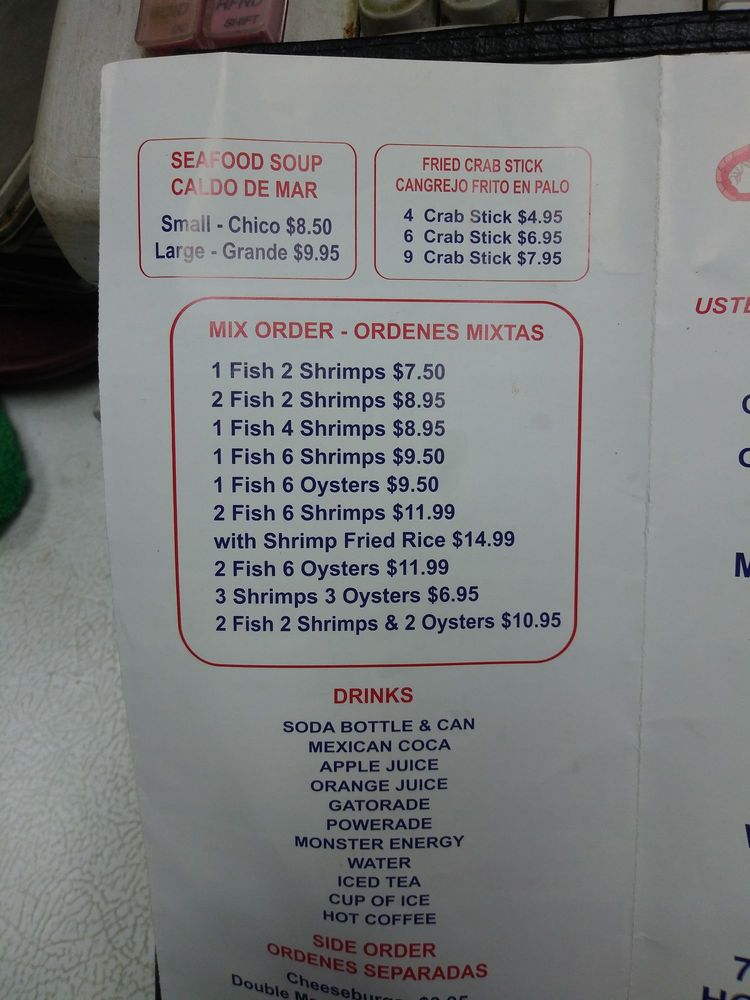 SHIFT
SEAFOOD SOUP
CALDO DE MAR
Small - Chico $8.50
Large - Grande $9.95
FRIED CRAB STICK
CANGREJO FRITO EN PALO
4 Crab Stick $4.95
6 Crab Stick $6.95
9 Crab Stick $7.95
MIX ORDER - ORDENES MIXTAS
1 Fish 2 Shrimps $7.50
2 Fish 2 Shrimps $8.95
1 Fish 4 Shrimps $8.95
1 Fish 6 Shrimps $9.50
1 Fish 6 Oysters $9.50
2 Fish 6 Shrimps $11.99
with Shrimp Fried Rice $14.99
2 Fish 6 Oysters $11.99
3 Shrimps 3 Oysters $6.95
2 Fish 2 Shrimps & 2 Oysters $10.95
DRINKS
SODA BOTTLE & CAN
MEXICAN COCA
APPLE JUICE
ORANGE JUICE
GATORADE
POWERADE
MONSTER ENERGY
WATER
ICED TEA
CUP OF ICE
HOT COFFEE
SIDE ORDER
ORDENES SEPARADAS
Double